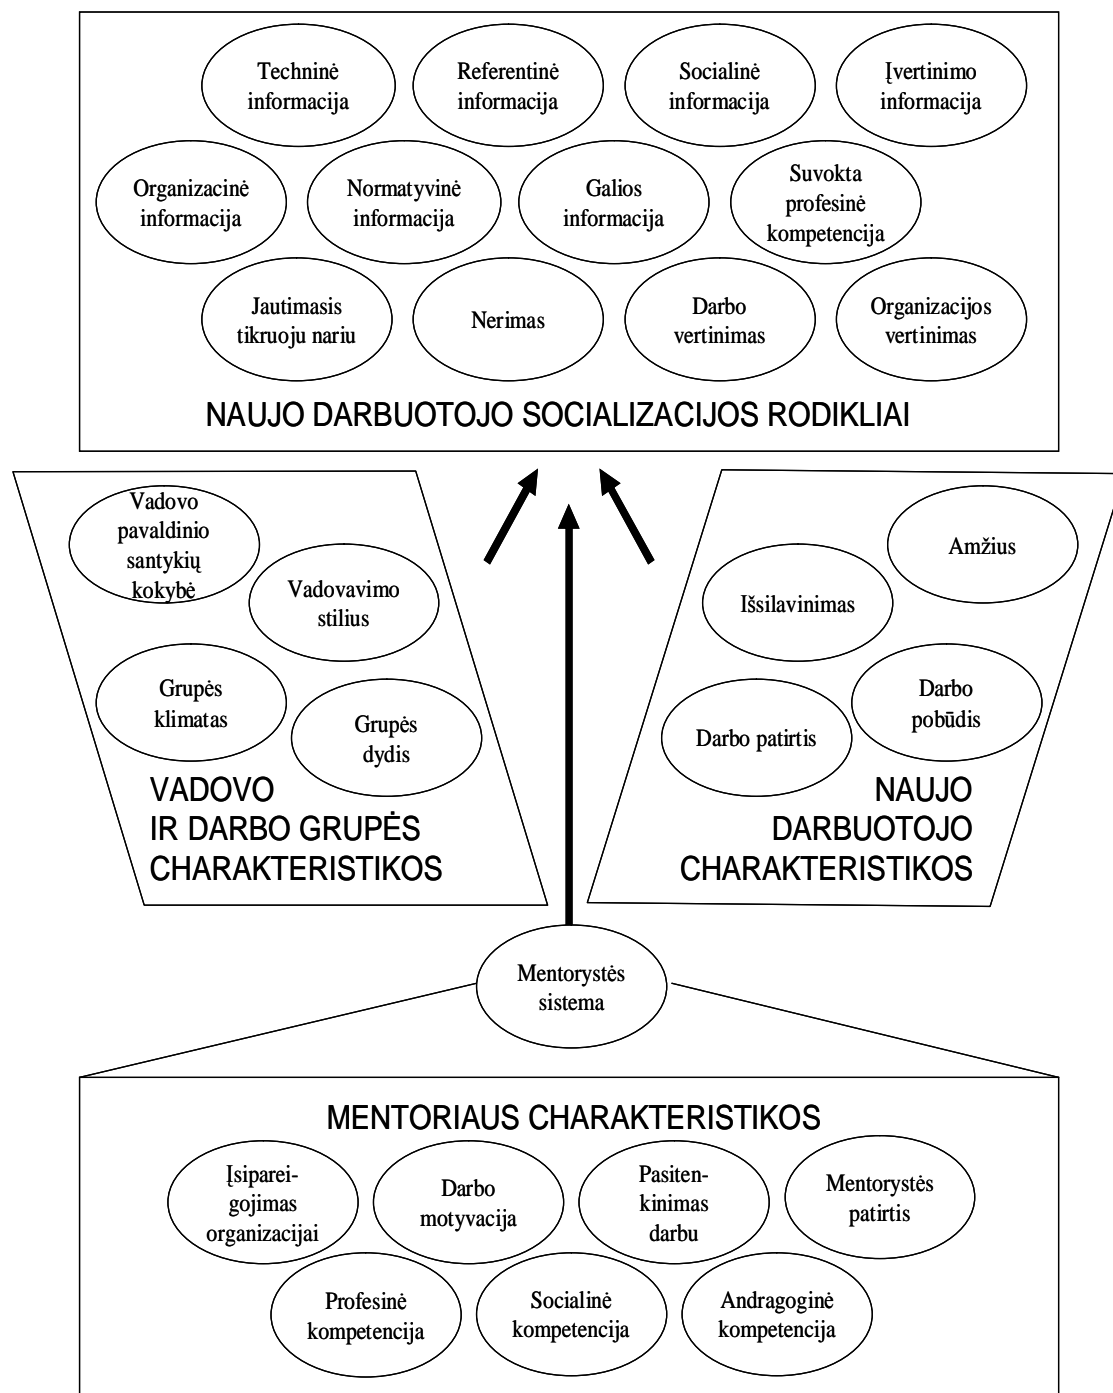 Techninė
informacija
Referentinė
informacija
Socialinė
informacija
Įvertinimo
informacija
Organizacinė
informacija
Normatyvinė
informacija
Galios
informacija
Suvokta
profesinė
kompetencija
Jautimasis
tikruoju nariu
Nerimas
Darbo
vertinimas
Organizacijos
vertinimas
NAUJO DARBUOTOJO SOCIALIZACIJOS RODIKLIAI
Vadovo
pavaldinio
santykių
kokybė
Vadovavimo
stilius
Grupės
klimatas
Grupės
dydis
VADOVO
IR DARBO GRUPĖS
CHARAKTERISTIKOS
Amžius
Išsilavinimas
Darbo
pobūdis
Darbo patirtis
NAUJO
DARBUOTOJO
CHARAKTERISTIKOS
Mentorystės
sistema
MENTORIAUS CHARAKTERISTIKOS
Įsiparei-
gojimas
organizacijai
Darbo
motyvacija
Pasiten-
kinimas
darbu
Mentorystės
patirtis
Profesinė
kompetencija
Socialinė
kompetencija
Andragoginė
kompetencija